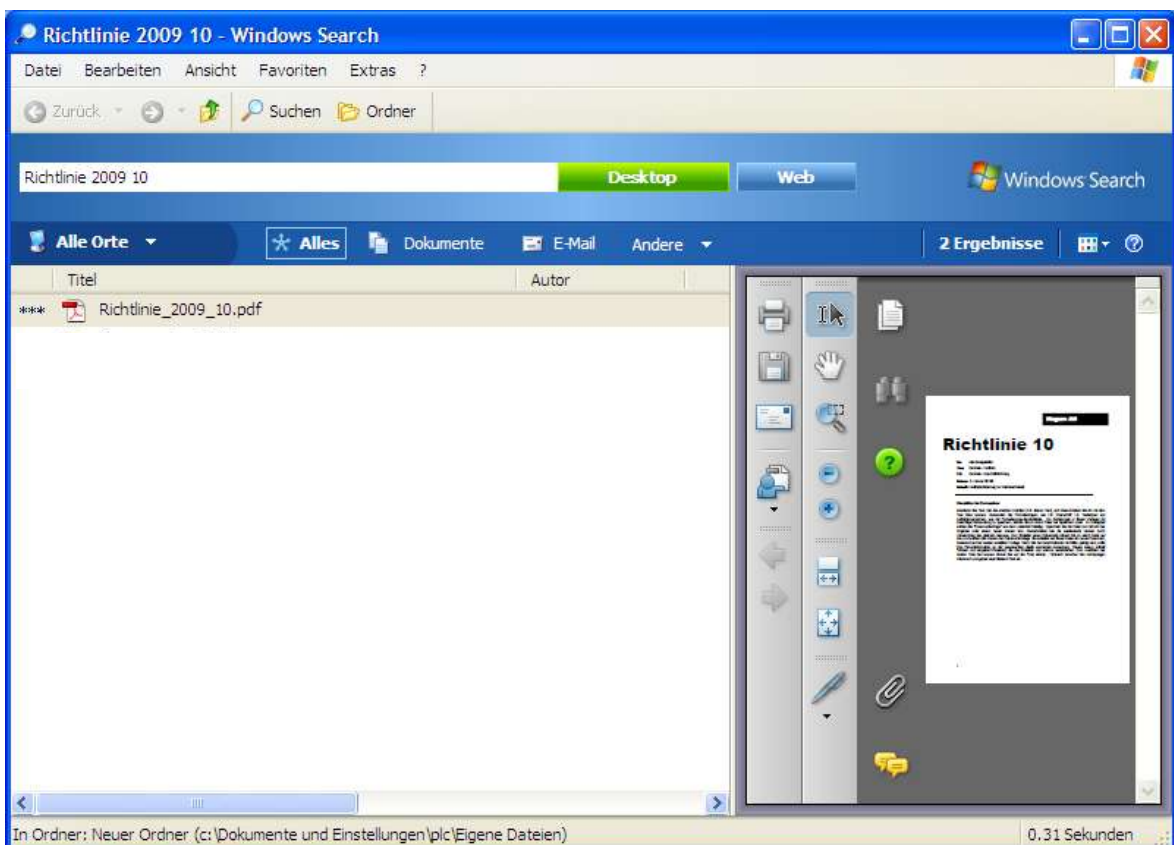 Richtlinie 2009 10 - Windows Search
Datei Bearbeiten Ansicht Favoriten Extras ?
Zurück Suchen Ordner
Richtlinie 2009 10 Desktop Web Windows Search
Alle Orte Alles Dokumente E-Mail Andere 2 Ergebnisse
Titel Autor
*** Richtlinie_2009_10.pdf
Richtlinie 10
In Ordner: Neuer Ordner (c:\Dokumente und Einstellungen\plc\Eigene Dateien) 0.31 Sekunden